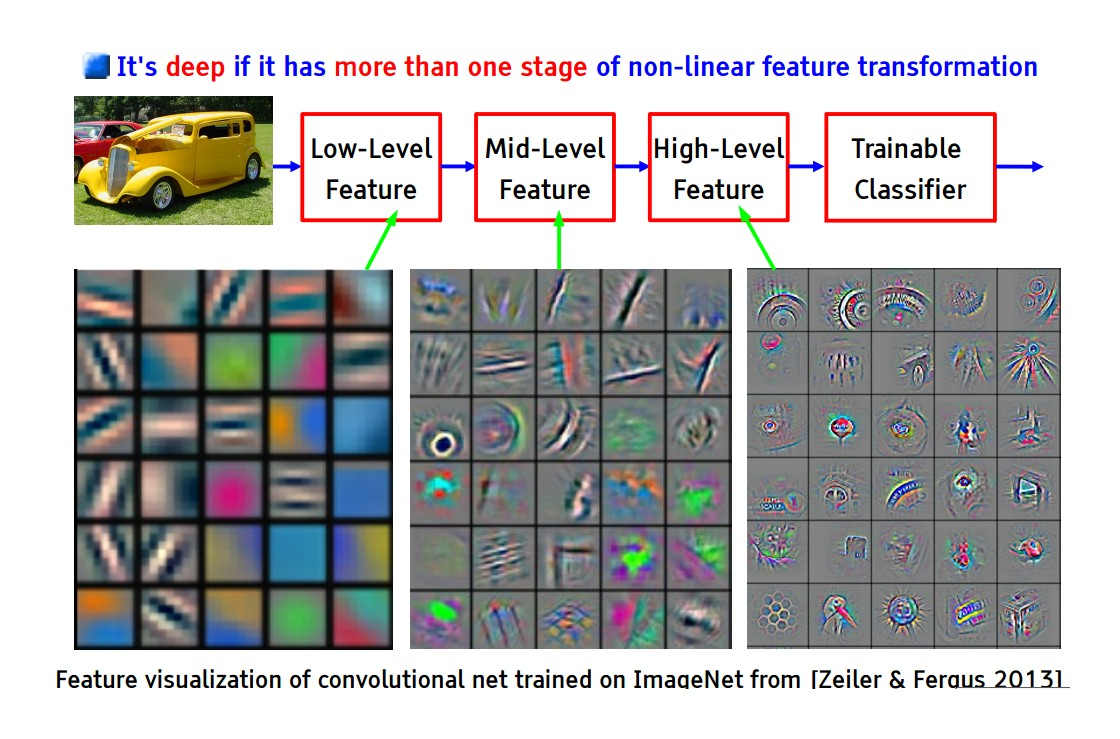 It's deep if it has more than one stage of non-linear feature transformation
Low-Level
Feature
Mid-Level
Feature
High-Level
Feature
Trainable
Classifier
Feature visualization of convolutional net trained on ImageNet from [Zeiler & Fergus 2013]